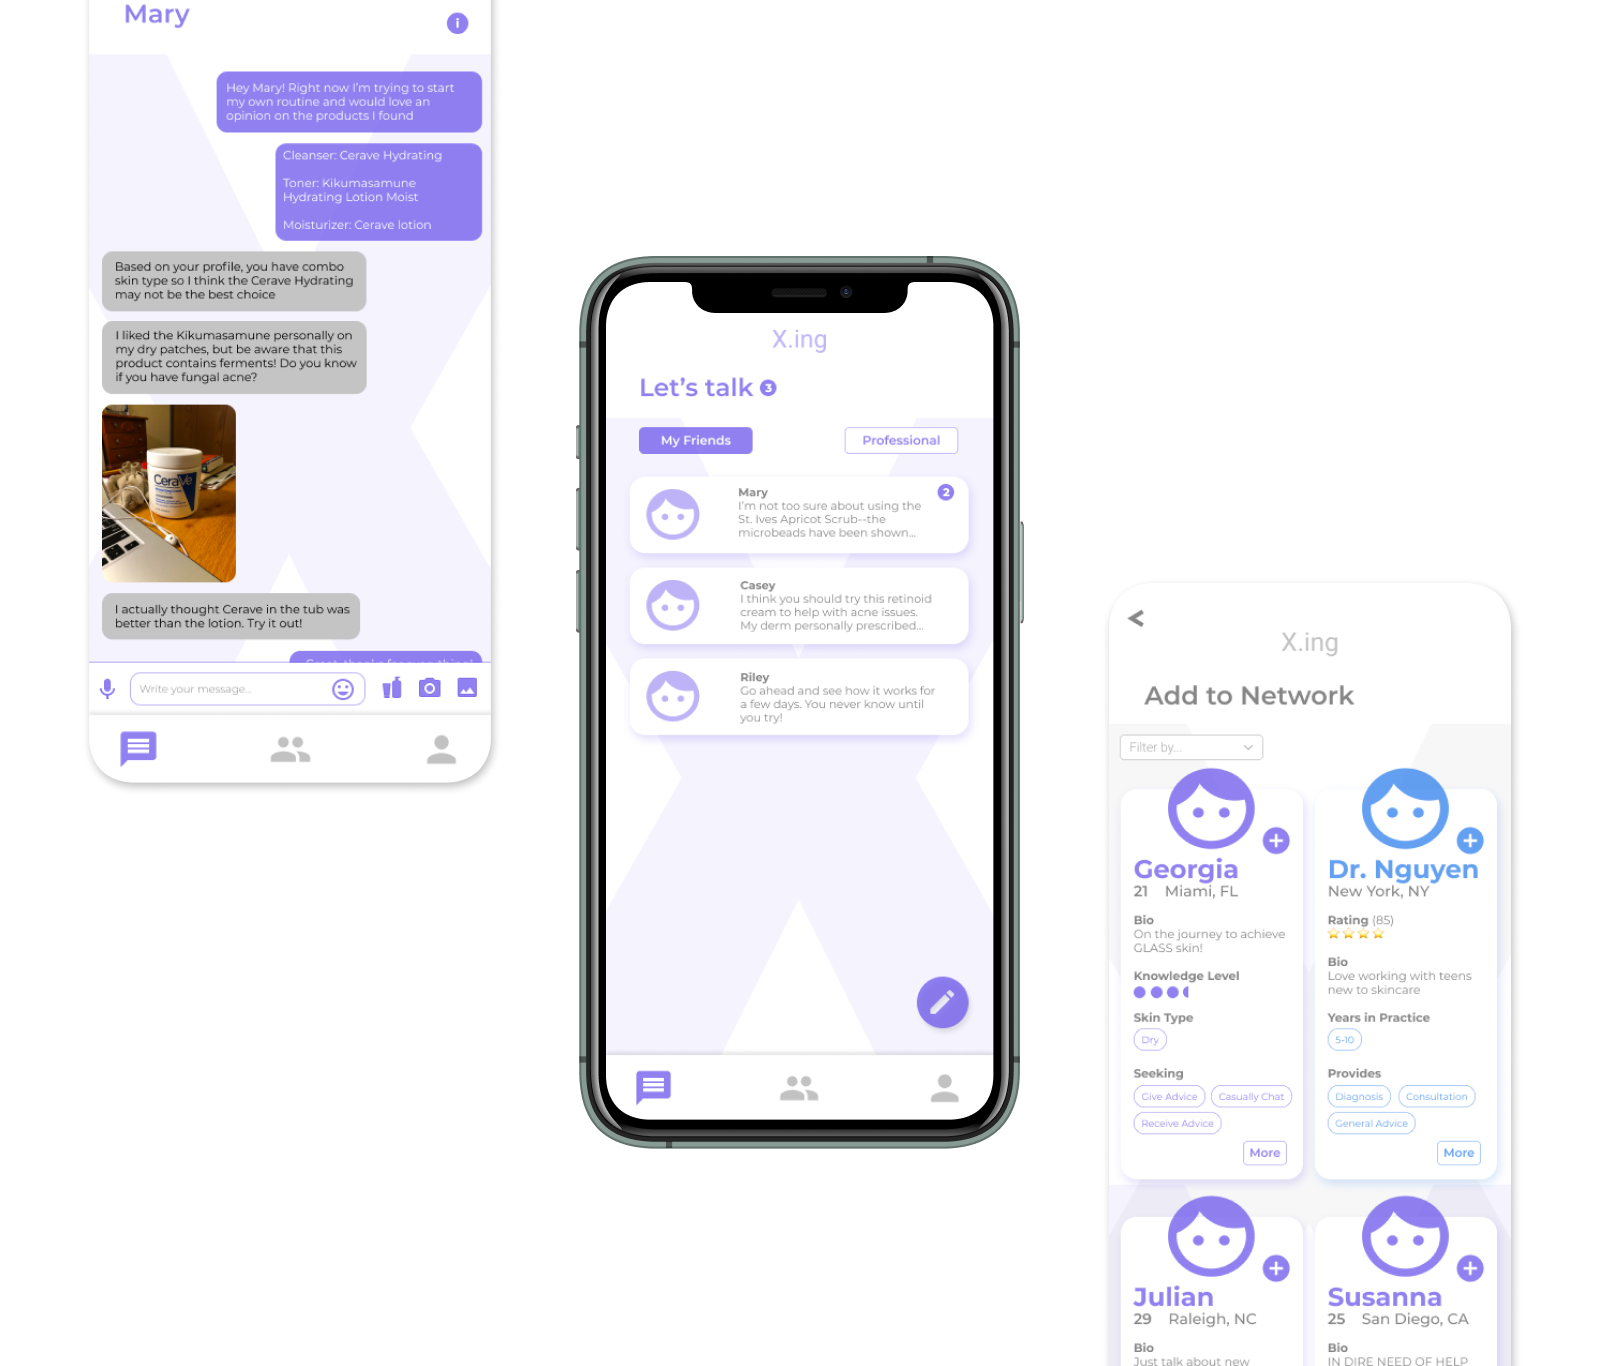 Mary
i
Hey Mary! Right now I'm trying to start
my own routine and would love an
opinion on the products I found
Cleanser: Cerave Hydrating
Toner: Kikumasamune
Hydrating Lotion Moist
Moisturizer: Cerave lotion
Based on your profile, you have combo
skin type so I think the Cerave Hydrating
may not be the best choice
I liked the Kikumasamune personally on
my dry patches, but be aware that this
product contains ferments! Do you know
if you have fungal acne?
CeraVe
I actually thought Cerave in the tub was
better than the lotion. Try it out!
Write your message...
X.ing
Let's talk 3
My Friends
Professional
Mary
2
I'm not too sure about using the
St. Ives Apricot Scrub--the
microbeads have been shown...
Casey
I think you should try this retinoid
cream to help with acne issues.
My derm personally prescribed...
Riley
Go ahead and see how it works for
a few days. You never know until
you try!
<
X.ing
Add to Network
Filter by...
Georgia
21 Miami, FL
Bio
On the journey to achieve
GLASS skin!
Knowledge Level
Skin Type
Dry
Seeking
Give Advice
Casually Chat
Receive Advice
More
Dr. Nguyen
New York, NY
Rating (85)
Bio
Love working with teens
new to skincare
Years in Practice
5-10
Provides
Diagnosis
Consultation
General Advice
More
Julian
29 Raleigh, NC
Bio
Just talk about new
Susanna
25 San Diego, CA
Bio
IN DIRE NEED OF HELP